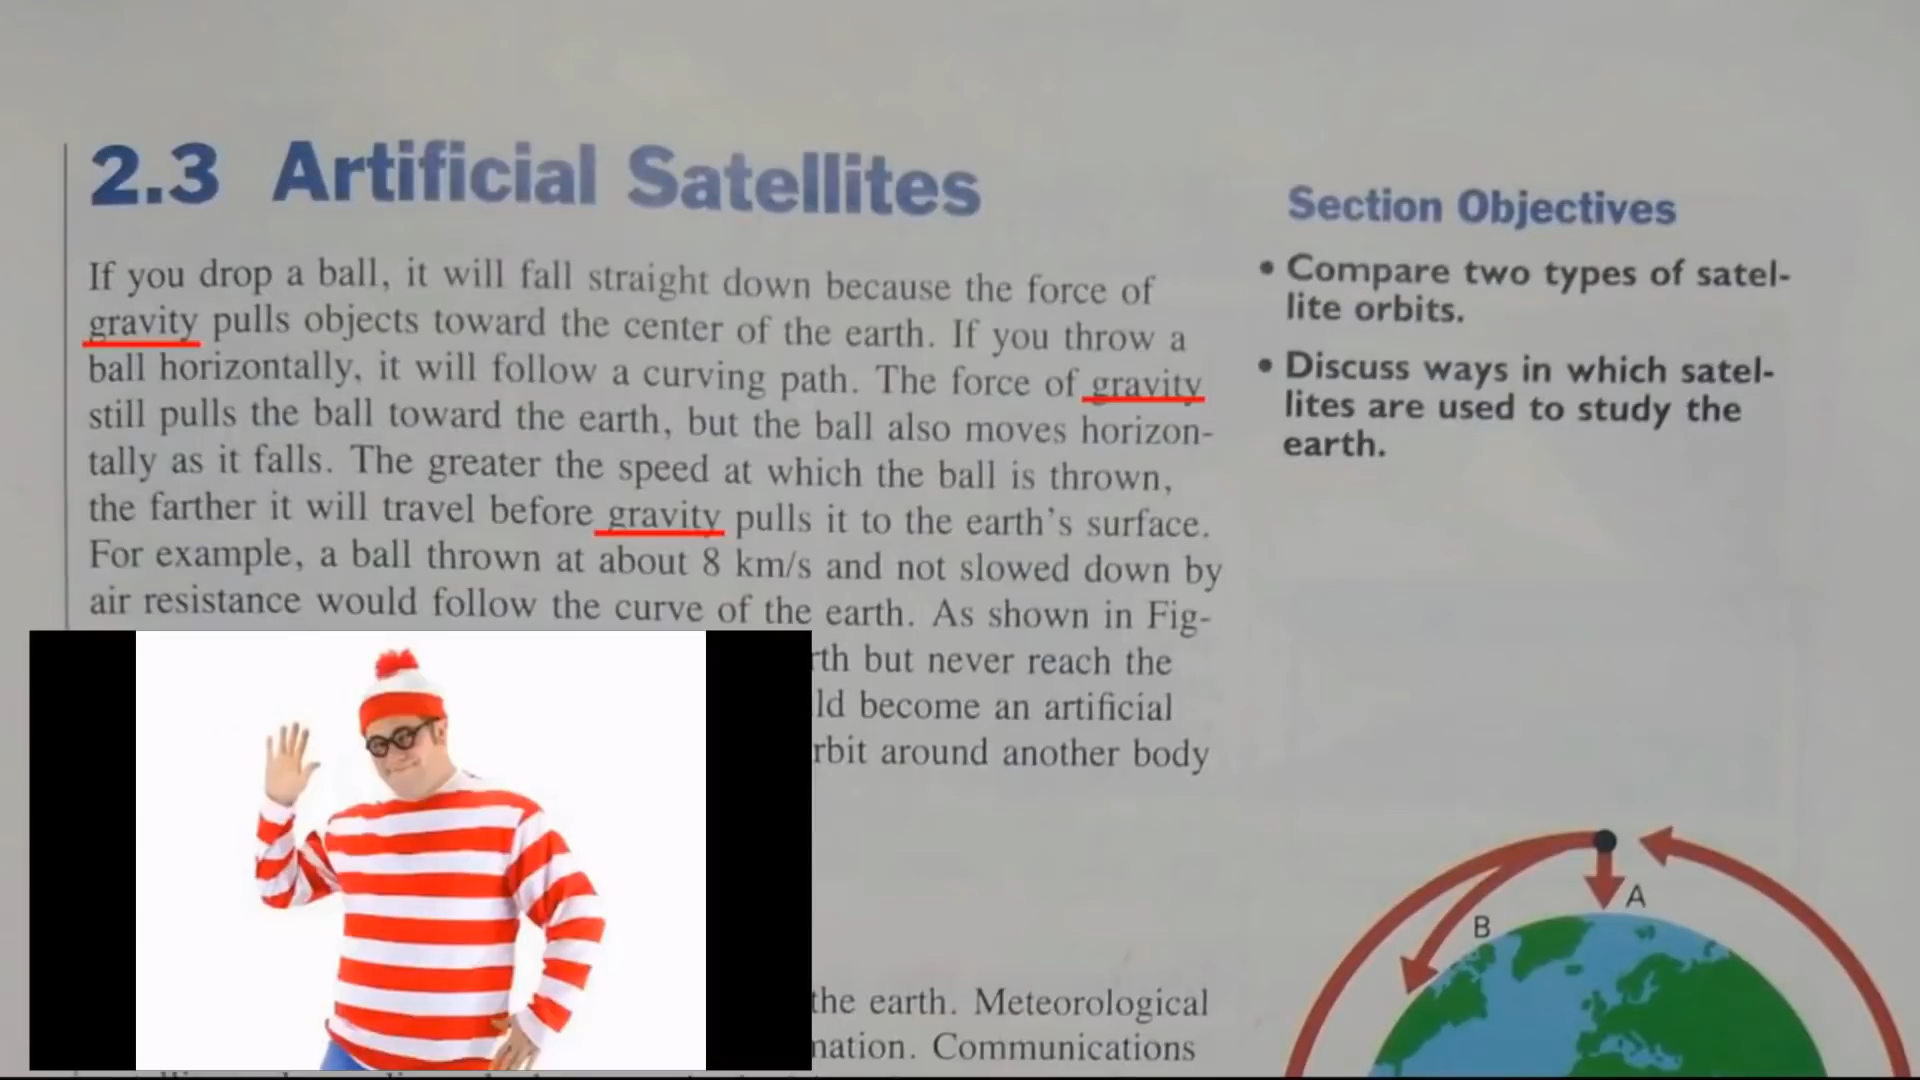 2.3 Artificial Satellites
If you drop a ball, it will fall straight down because the force of
gravity pulls objects toward the center of the earth. If you throw a
ball horizontally, it will follow a curving path. The force of gravity
still pulls the ball toward the earth, but the ball also moves horizon-
tally as it falls. The greater the speed at which the ball is thrown,
the farther it will travel before gravity pulls it to the earth's surface.
For example, a ball thrown at about 8 km/s and not slowed down by
air resistance would follow the curve of the earth. As shown in Fig-
rth but never reach the
ld become an artificial
rbit around another body
the earth. Meteorological
mation. Communications
Section Objectives
• Compare two types of satel-
lite orbits.
• Discuss ways in which satel-
lites are used to study the
earth.
A
B